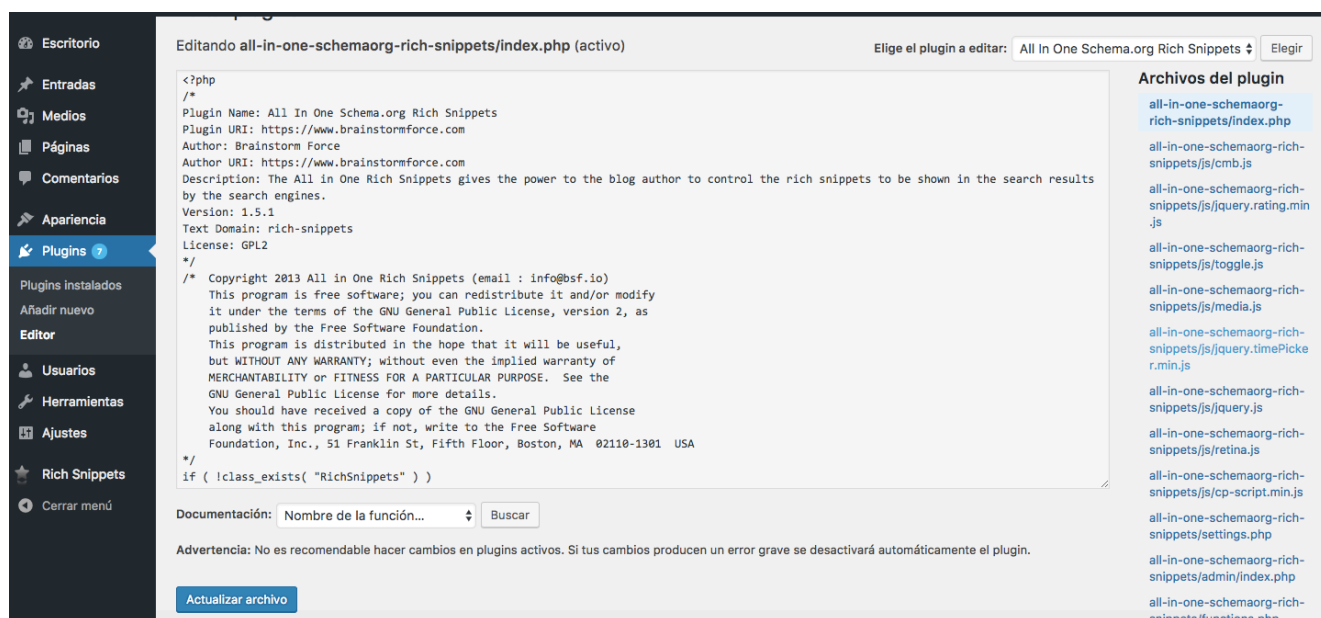 Escritorio
Entradas
Medios
Páginas
Comentarios
Apariencia
Plugins 7
Plugins instalados
Añadir nuevo
Editor
Usuarios
Herramientas
Ajustes
Rich Snippets
Cerrar menú
Editando all-in-one-schemaorg-rich-snippets/index.php (activo)
Elige el plugin a editar: All In One Schema.org Rich Snippets Elegir
<?php
/*
Plugin Name: All In One Schema.org Rich Snippets
Plugin URI: https://www.brainstormforce.com
Author: Brainstorm Force
Author URI: https://www.brainstormforce.com
Description: The All in One Rich Snippets gives the power to the blog author to control the rich snippets to be shown in the search results
by the search engines.
Version: 1.5.1
Text Domain: rich-snippets
License: GPL2
*/
/*  Copyright 2013 All in One Rich Snippets (email : info@bsf.io)
    This program is free software; you can redistribute it and/or modify
    it under the terms of the GNU General Public License, version 2, as
    published by the Free Software Foundation.
    This program is distributed in the hope that it will be useful,
    but WITHOUT ANY WARRANTY; without even the implied warranty of
    MERCHANTABILITY or FITNESS FOR A PARTICULAR PURPOSE.  See the
    GNU General Public License for more details.
    You should have received a copy of the GNU General Public License
    along with this program; if not, write to the Free Software
    Foundation, Inc., 51 Franklin St, Fifth Floor, Boston, MA  02110-1301  USA
*/
if ( !class_exists( "RichSnippets" ) )
Documentación: Nombre de la función... Buscar
Advertencia: No es recomendable hacer cambios en plugins activos. Si tus cambios producen un error grave se desactivará automáticamente el plugin.
Actualizar archivo
Archivos del plugin
all-in-one-schemaorg-
rich-snippets/index.php
all-in-one-schemaorg-rich-
snippets/js/cmb.js
all-in-one-schemaorg-rich-
snippets/js/jquery.rating.min
.js
all-in-one-schemaorg-rich-
snippets/js/toggle.js
all-in-one-schemaorg-rich-
snippets/js/media.js
all-in-one-schemaorg-rich-
snippets/js/jquery.timePicke
r.min.js
all-in-one-schemaorg-rich-
snippets/js/jquery.js
all-in-one-schemaorg-rich-
snippets/js/retina.js
all-in-one-schemaorg-rich-
snippets/js/cp-script.min.js
all-in-one-schemaorg-rich-
snippets/settings.php
all-in-one-schemaorg-rich-
snippets/admin/index.php
all-in-one-schemaorg-rich-